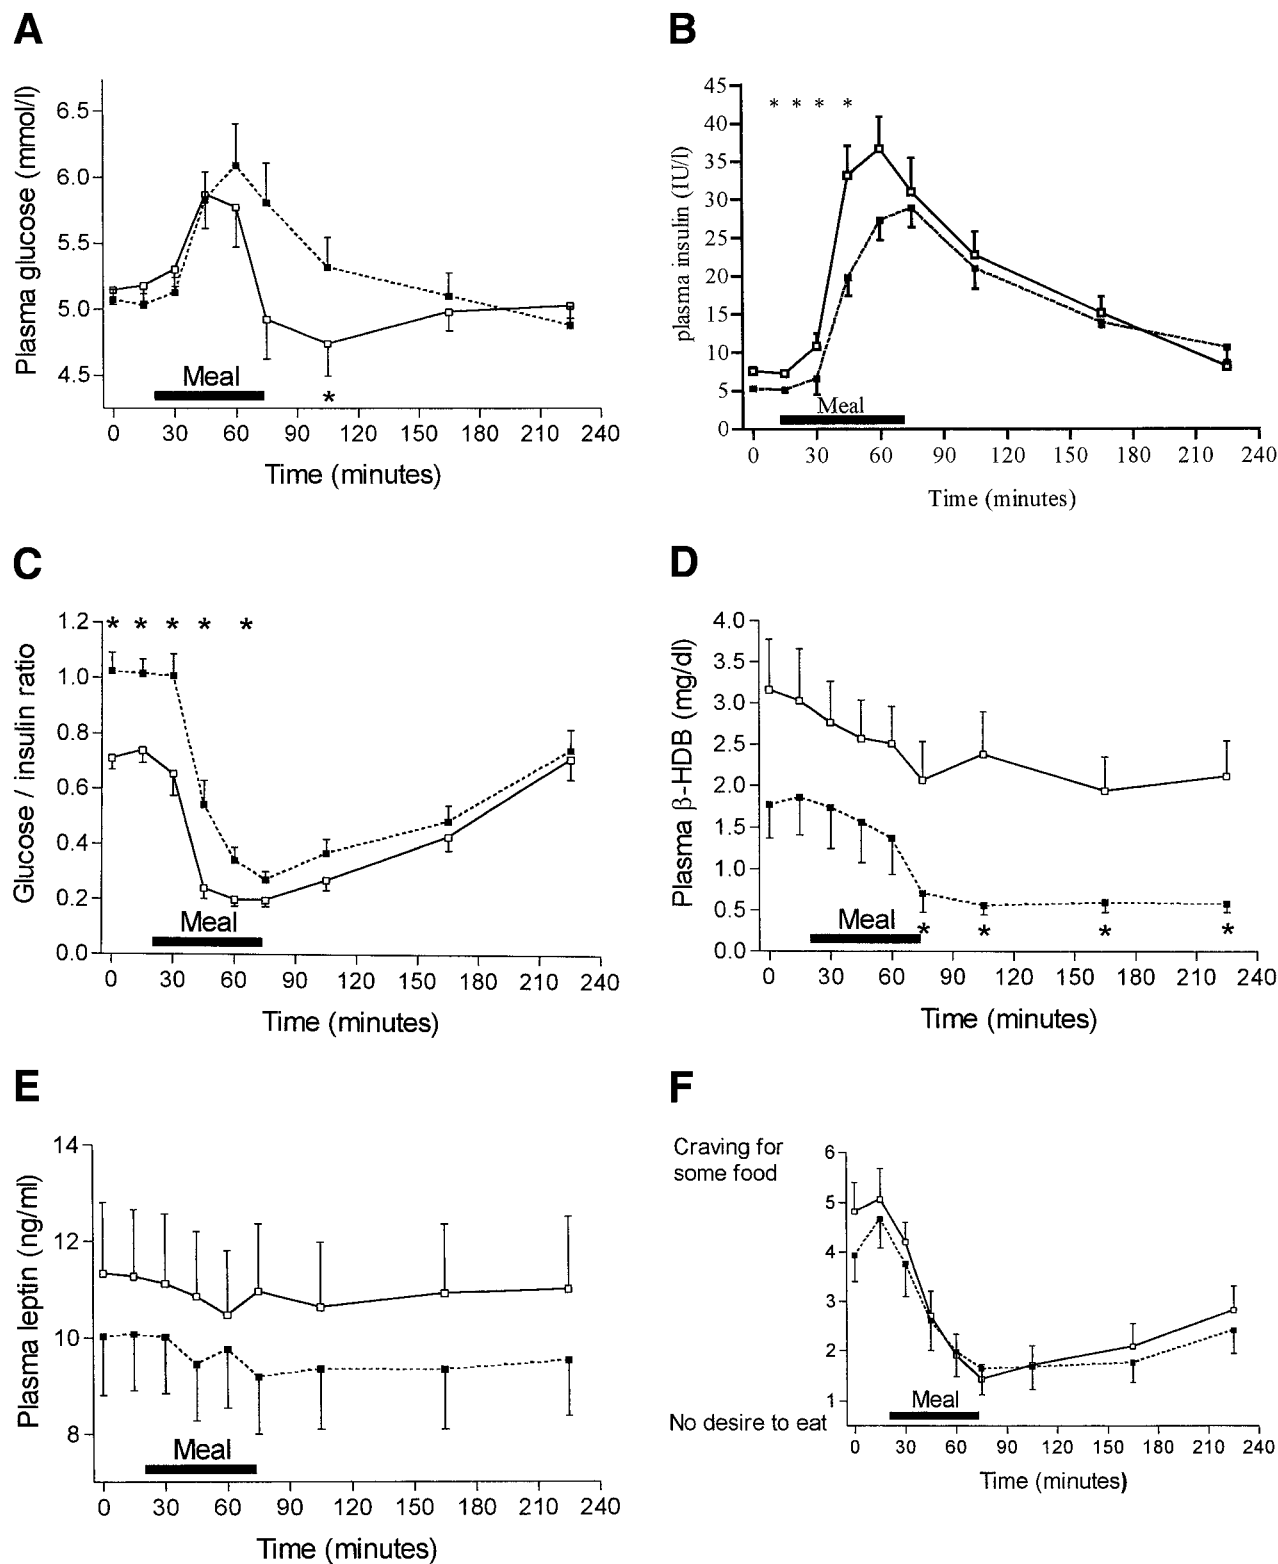 A
Plasma glucose (mmol/l)
6.5
6.0
5.5
5.0
4.5
Meal
*
0 30 60 90 120 150 180 210 240
Time (minutes)
B
plasma insulin (IU/l)
45
40
35
30
25
20
15
10
5
0
* * * *
Meal
0 30 60 90 120 150 180 210 240
Time (minutes)
C
Glucose / insulin ratio
1.2
1.0
0.8
0.6
0.4
0.2
0.0
* * * * *
Meal
0 30 60 90 120 150 180 210 240
Time (minutes)
D
Plasma β-HDB (mg/dl)
4.0
3.5
3.0
2.5
2.0
1.5
1.0
0.5
0.0
Meal
* * * *
0 30 60 90 120 150 180 210 240
Time (minutes)
E
Plasma leptin (ng/ml)
14
12
10
8
Meal
0 30 60 90 120 150 180 210 240
Time (minutes)
F
Craving for
some food
No desire to eat
6
5
4
3
2
1
Meal
0 30 60 90 120 150 180 210 240
Time (minutes)